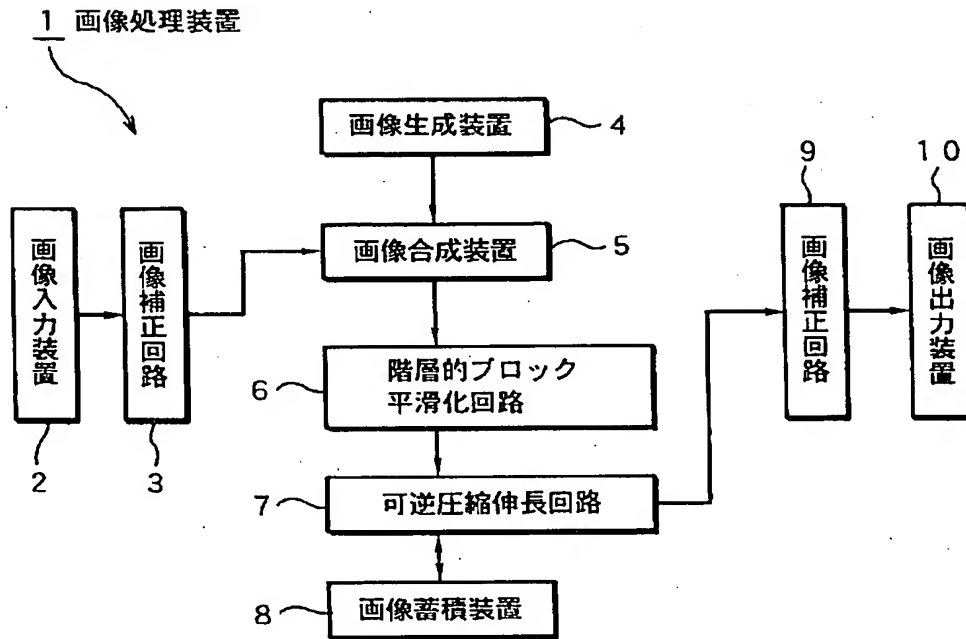 1 画像処理装置
画像生成装置
4
画像合成装置
5
画像入力装置
2
画像補正回路
3
階層的ブロック
平滑化回路
6
可逆圧縮伸長回路
7
画像蓄積装置
8
9
画像補正回路
10
画像出力装置